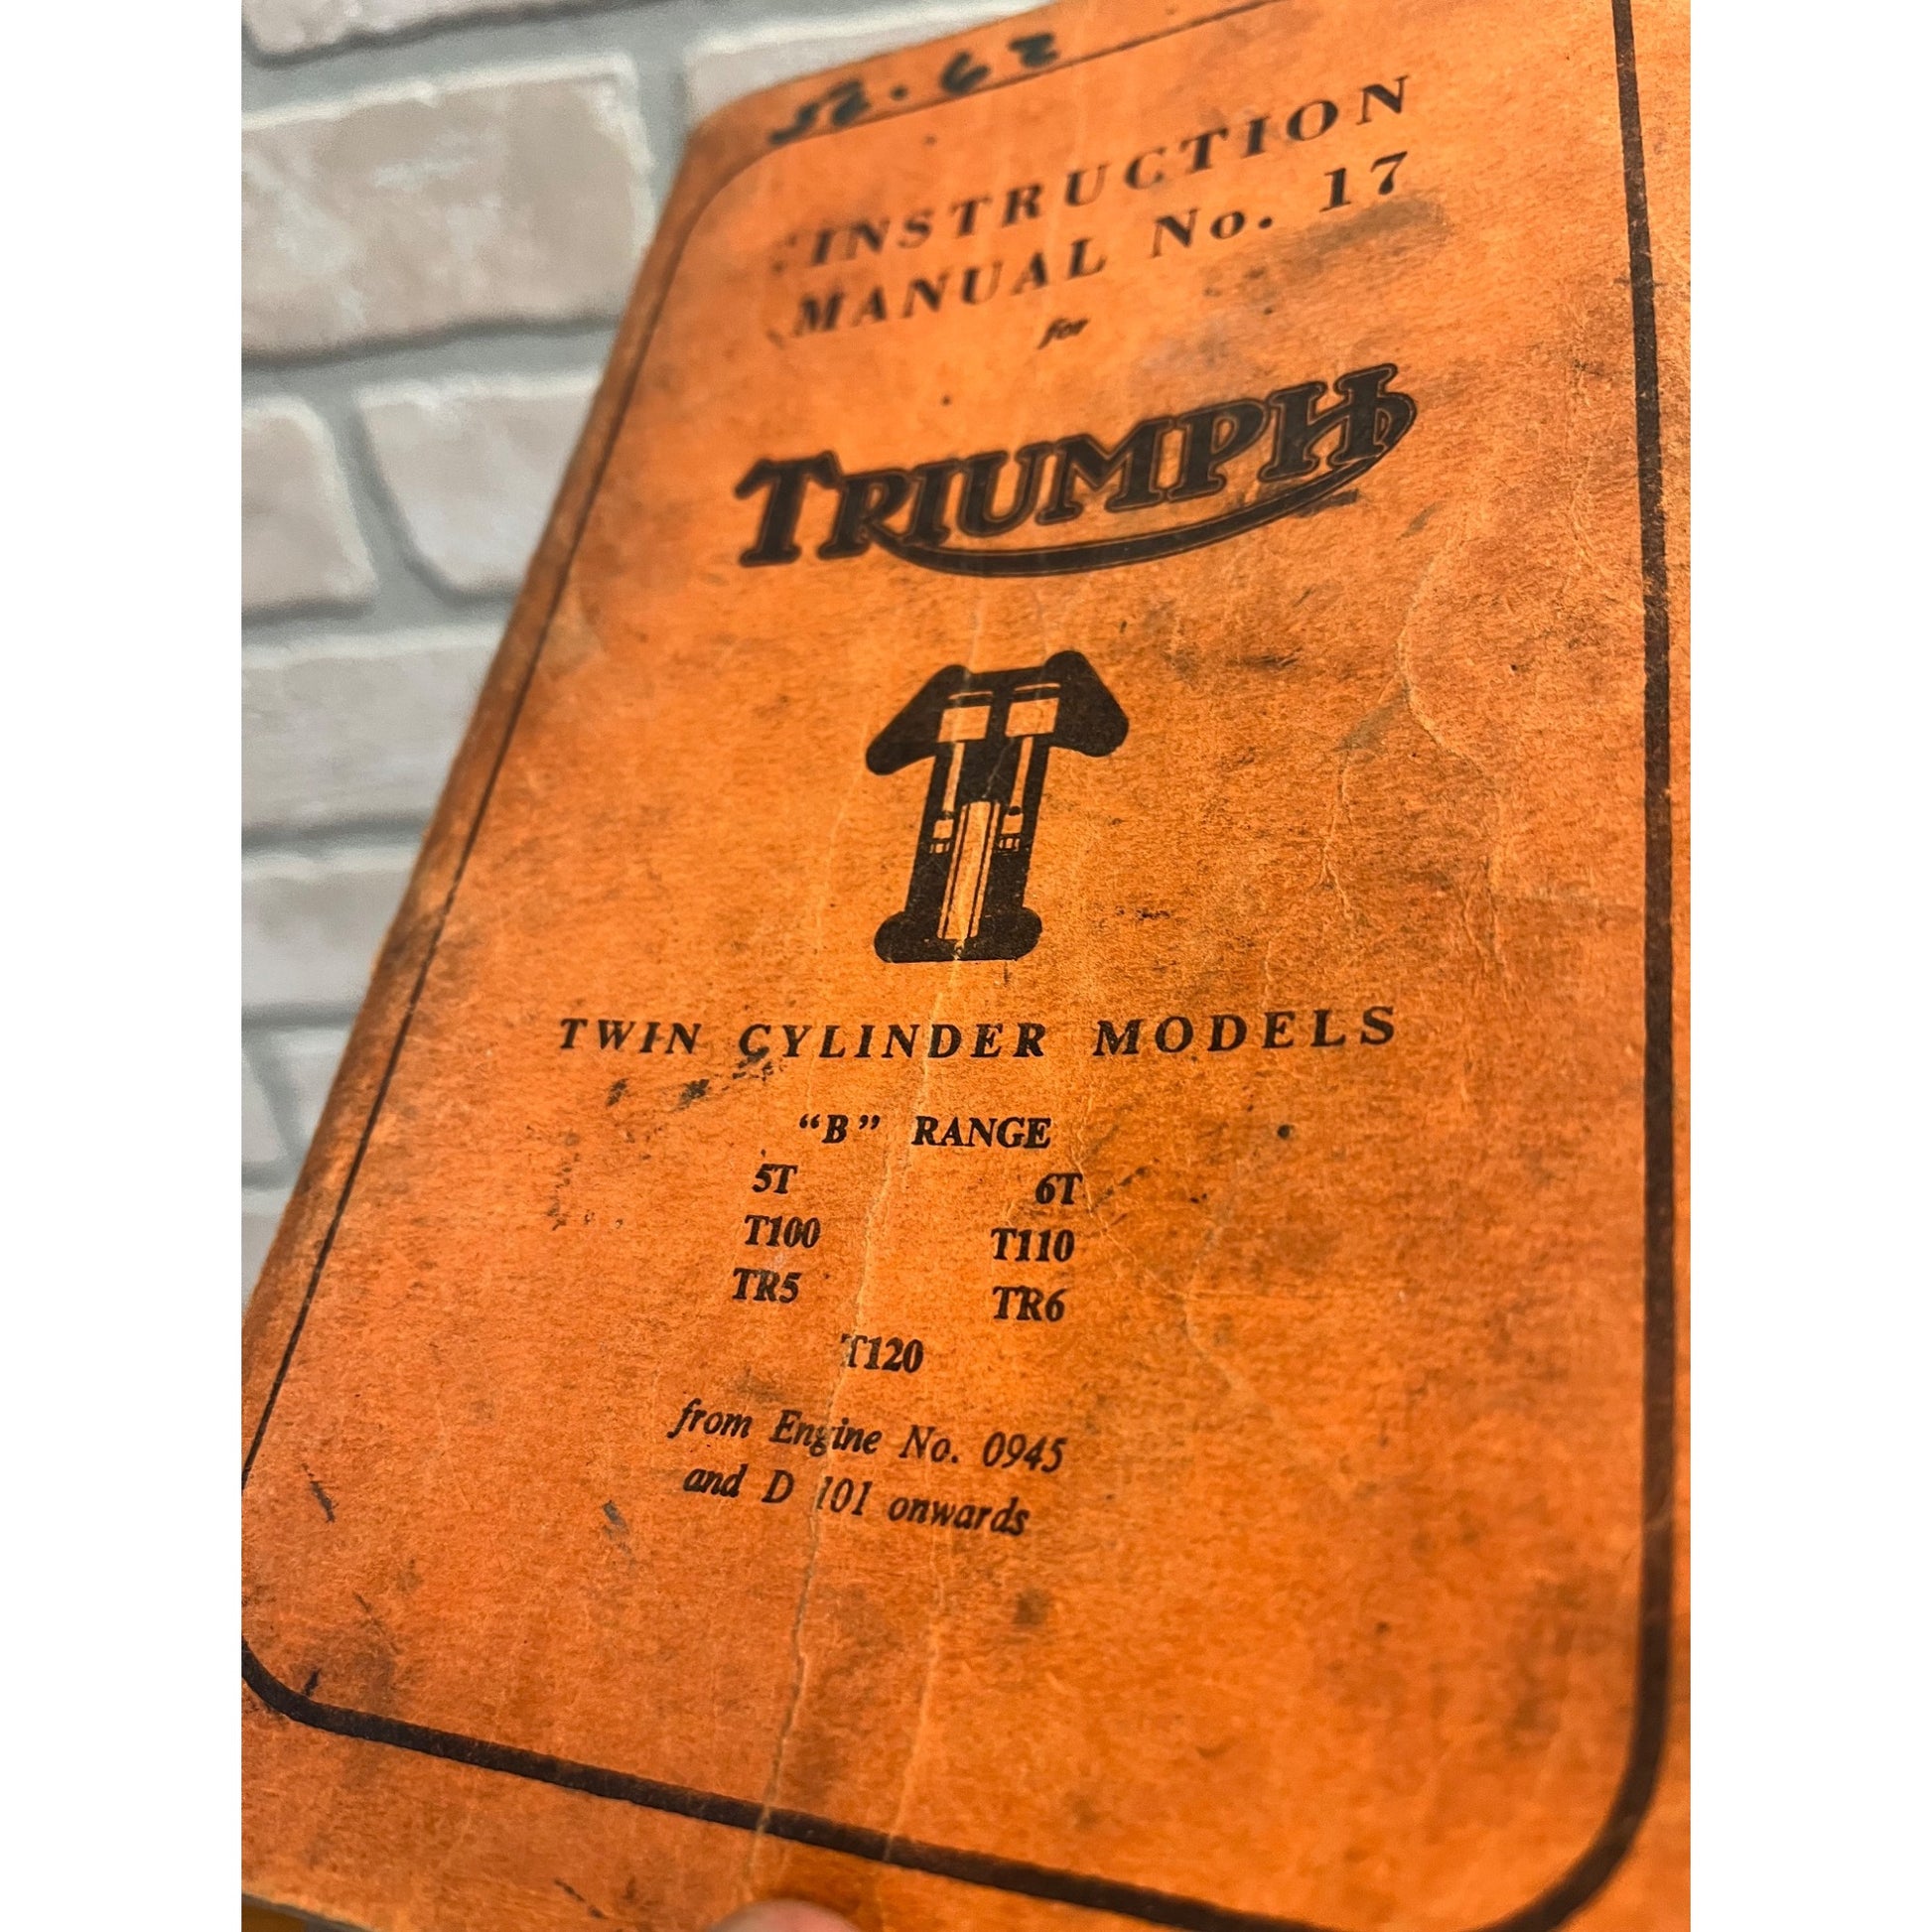 52.62
INSTRUCTION
MANUAL No. 17
for
TRIUMPH
TWIN CYLINDER MODELS
"B" RANGE
5T 6T
T100 T110
TR5 TR6
T120
from Engine No. 0945
and D 101 onwards